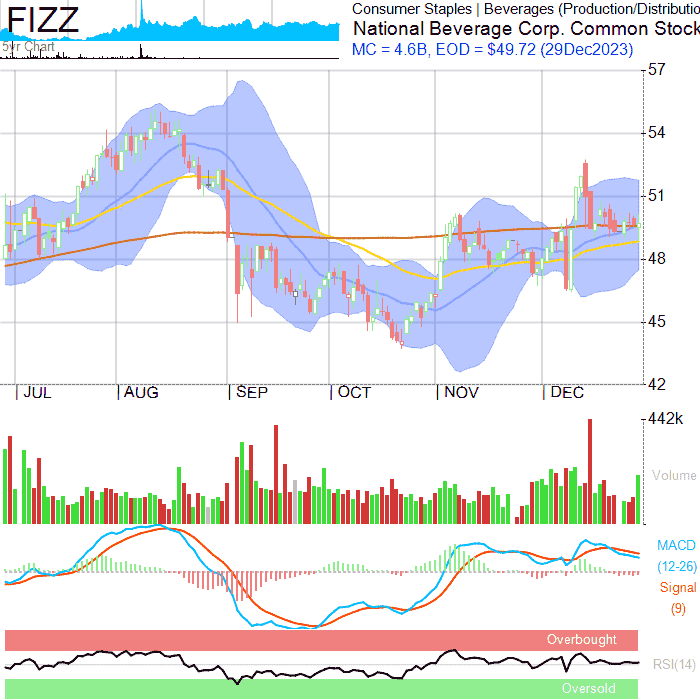 FIZZ
5yr Chart
Consumer Staples | Beverages (Production/Distributio
National Beverage Corp. Common Stock
MC = 4.6B, EOD = $49.72 (29Dec2023)
57
54
51
48
45
42
| JUL | AUG | SEP | OCT | NOV | DEC
442k
Volume
MACD
(12-26)
Signal
(9)
Overbought
RSI(14)
Oversold